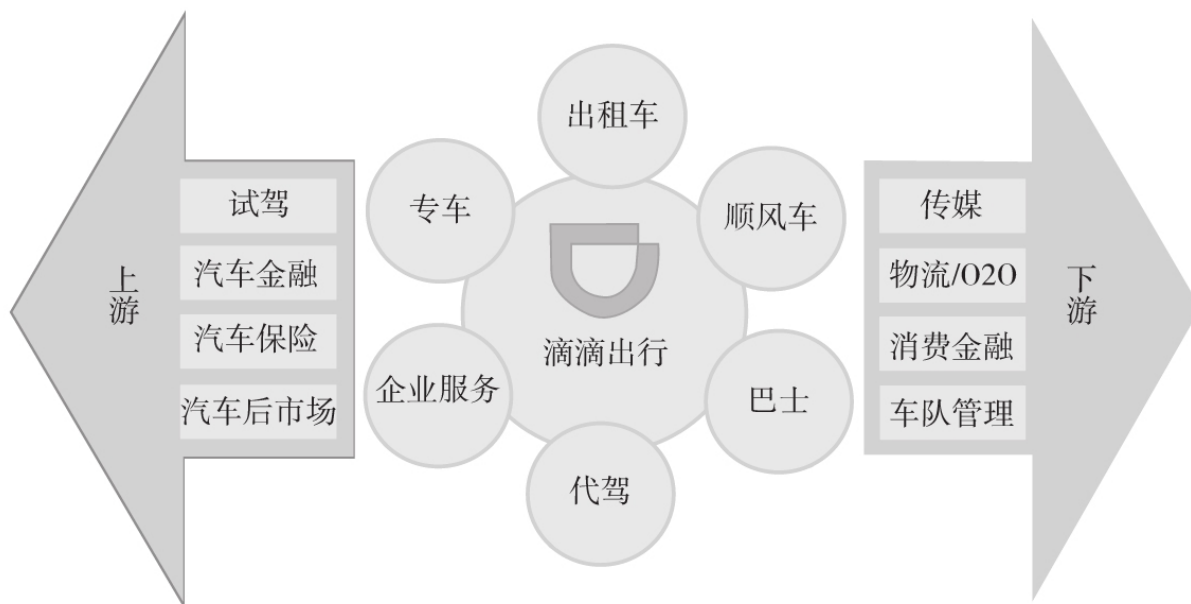 上游
试驾
汽车金融
汽车保险
汽车后市场
出租车
专车
顺风车
滴滴出行
企业服务
巴士
代驾
传媒
物流/O2O
消费金融
车队管理
下游